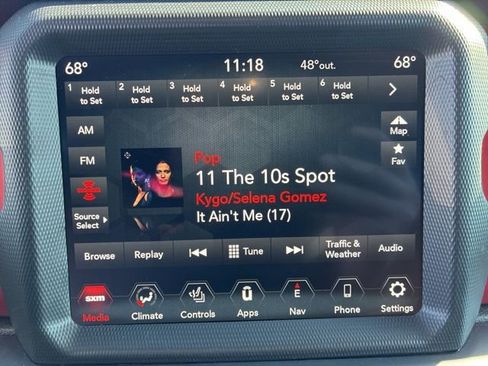 68° 11:18 48°out. 68°
1 Hold to Set 2 Hold to Set 3 Hold to Set 4 Hold to Set 5 Hold to Set 6 Hold to Set
AM
Map
FM
Pop
Fav
11 The 10s Spot
Kygo/Selena Gomez
Source Select
It Ain't Me (17)
Browse Replay Tune Traffic & Weather Audio
sxm U E
Media Climate Controls Apps Nav Phone Settings